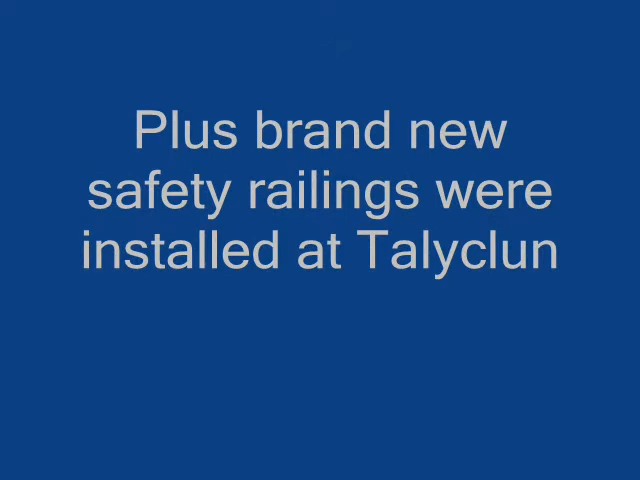 Plus brand new
safety railings were
installed at Talyclun